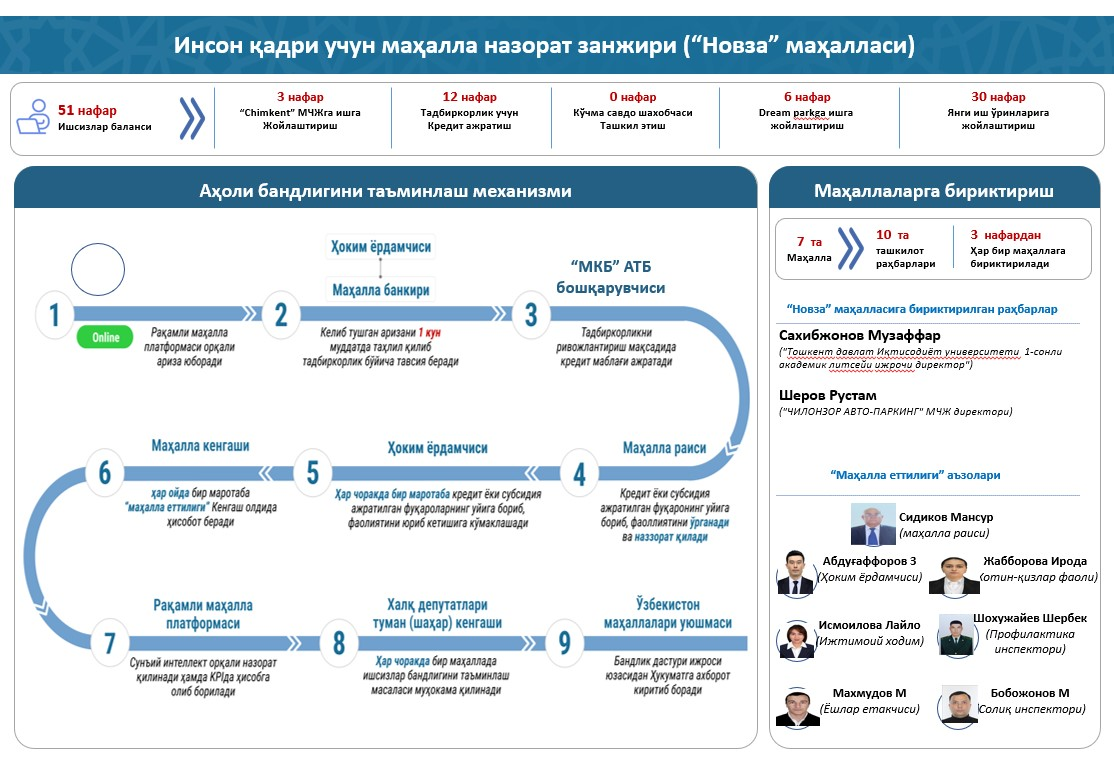 Инсон қадри учун маҳалла назорат занжири (“Новза” маҳалласи)
51 нафар
Ишсизлар баланси
3 нафар
“Chimkent” МЧЖга ишга
Жойлаштириш
12 нафар
Тадбиркорлик учун
Кредит ажратиш
0 нафар
Кўчма савдо шахобчаси
Ташкил этиш
6 нафар
Dream parkga ишга
жойлаштириш
30 нафар
Янги иш ўринларига
жойлаштириш
Аҳоли бандлигини таъминлаш механизми
1
Online
Рақамли маҳалла
платформаси орқали
ариза юборади
Ҳоким ёрдамчиси
Маҳалла банкири
2
Келиб тушган аризани 1 кун
муддатда таҳлил қилиб
тадбиркорлик бўйича тавсия беради
“МКБ” АТБ
бошқарувчиси
3
Тадбиркорликни
ривожлантириш мақсадида
кредит маблағи ажратади
Маҳалла раиси
4
Кредит ёки субсидия
ажратилган фуқаронинг уйига
бориб, фаоллиятини ўрганади
ва наззорат қилади
Ҳоким ёрдамчиси
5
Ҳар чоракда бир маротаба кредит ёки субсидия
ажратилган фуқароларнинг уйига бориб,
фаолиятини юриб кетишига кўмаклашади
Маҳалла кенгаши
6
ҳар ойда бир маротаба
"маҳалла еттилиги" Кенгаш олдида
ҳисобот беради
Рақамли маҳалла
платформаси
7
Сунъий интеллект орқали назорат
қилинади ҳамда KPIда ҳисобга
олиб борилади
Халқ депутатлари
туман (шаҳар) кенгаши
8
Ҳар чоракда бир маҳаллада
ишсизлар бандлигини таъминлаш
масаласи муҳокама қилинади
Ўзбекистон
маҳаллалари уюшмаси
9
Бандлик дастури ижроси
юзасидан Ҳукуматга ахборот
киритиб боради
Маҳаллаларга бириктириш
7 та
Маҳалла
10 та
ташкилот
раҳбарлари
3 нафардан
Ҳар бир маҳаллага
бириктирилади
“Новза” маҳалласига бириктирилган раҳбарлар
Сахибжонов Музаффар
("Тошкент давлат Иқтисодиёт университети 1-сонли
академик литсейи ижрочи директор")
Шеров Рустам
("ЧИЛОНЗОР АВТО-ПАРКИНГ" МЧЖ директори)
“Маҳалла еттилиги” аъзолари
Сидиков Мансур
(маҳалла раиси)
Абдуғаффоров З
(Ҳоким ёрдамчиси)
Жабборова Ирода
хотин-қизлар фаоли)
Исмоилова Лайло
(Ижтимоий ходим)
Шохужайев Шербек
(Профилактика
инспектори)
Махмудов М
(Ёшлар етакчиси)
Бобожонов М
(Солиқ инспектори)